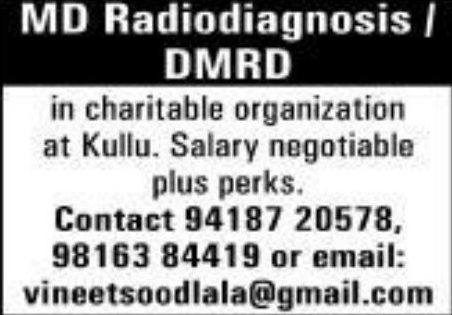 MD Radiodiagnosis /
DMRD
in charitable organization
at Kullu. Salary negotiable
plus perks.
Contact 94187 20578,
98163 84419 or email:
vineetsoodlala@gmail.com